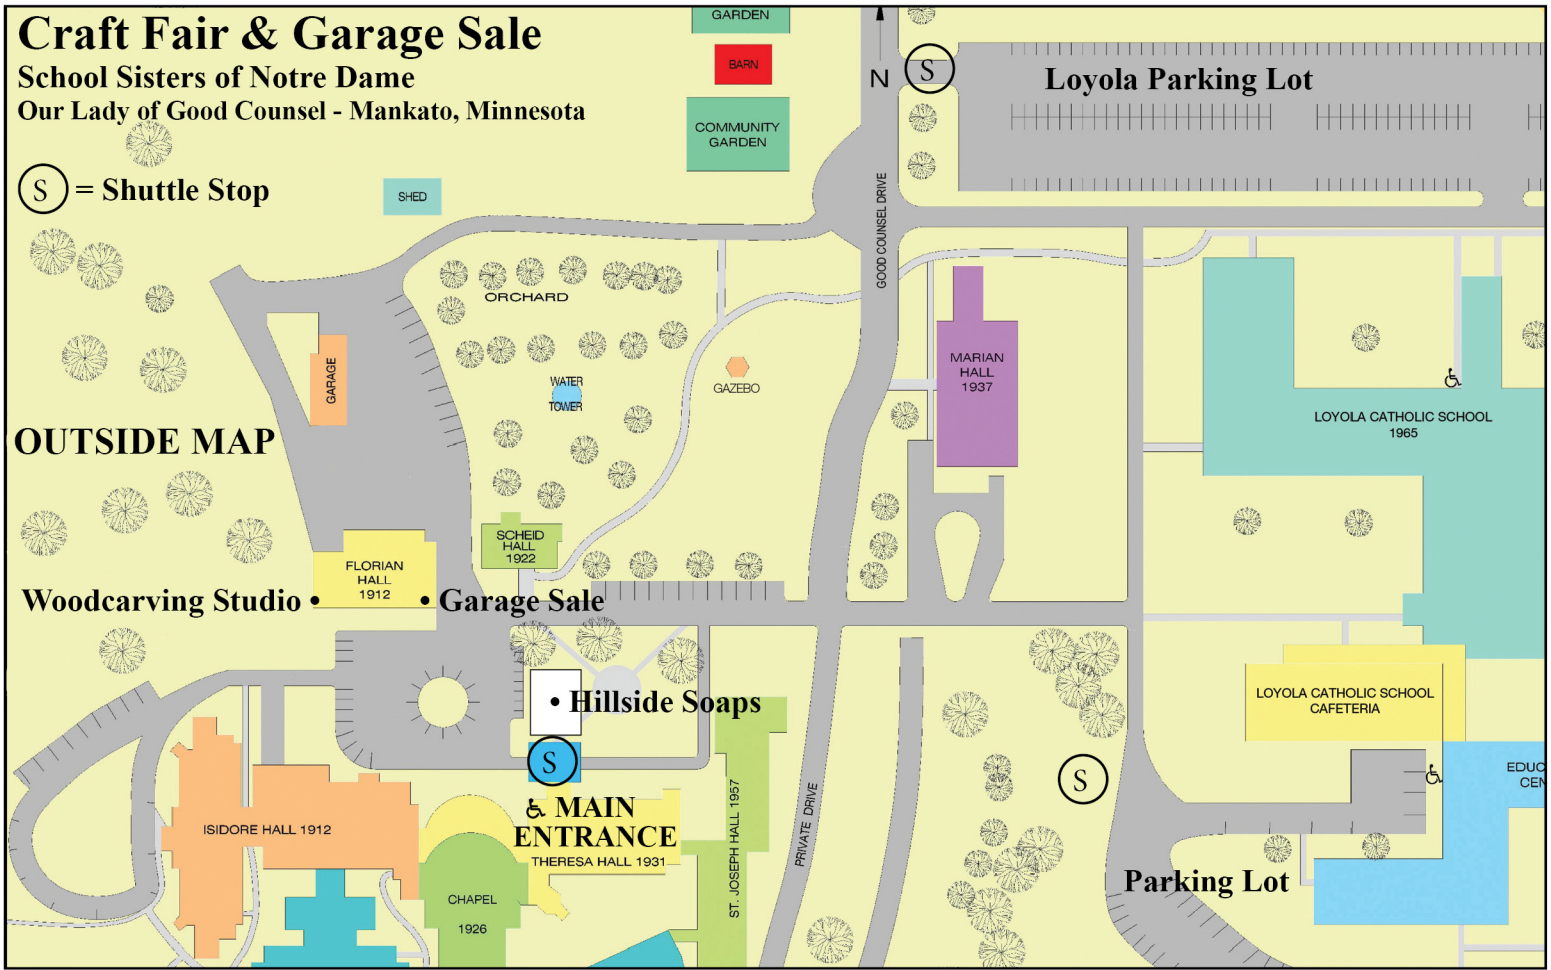 Craft Fair & Garage Sale
School Sisters of Notre Dame
Our Lady of Good Counsel - Mankato, Minnesota
S = Shuttle Stop
GARDEN
BARN
COMMUNITY
GARDEN
SHED
N
S
Loyola Parking Lot
GOOD COUNSEL DRIVE
ORCHARD
WATER
TOWER
GAZEBO
GARAGE
MARIAN
HALL
1937
LOYOLA CATHOLIC SCHOOL
1965
OUTSIDE MAP
SCHEID
HALL
1922
FLORIAN
HALL
1912
Woodcarving Studio •
• Garage Sale
• Hillside Soaps
LOYOLA CATHOLIC SCHOOL
CAFETERIA
S
S
EDUC
CEN
MAIN
ENTRANCE
THERESA HALL 1931
ISIDORE HALL 1912
CHAPEL
1926
ST. JOSEPH HALL 1957
PRIVATE DRIVE
Parking Lot